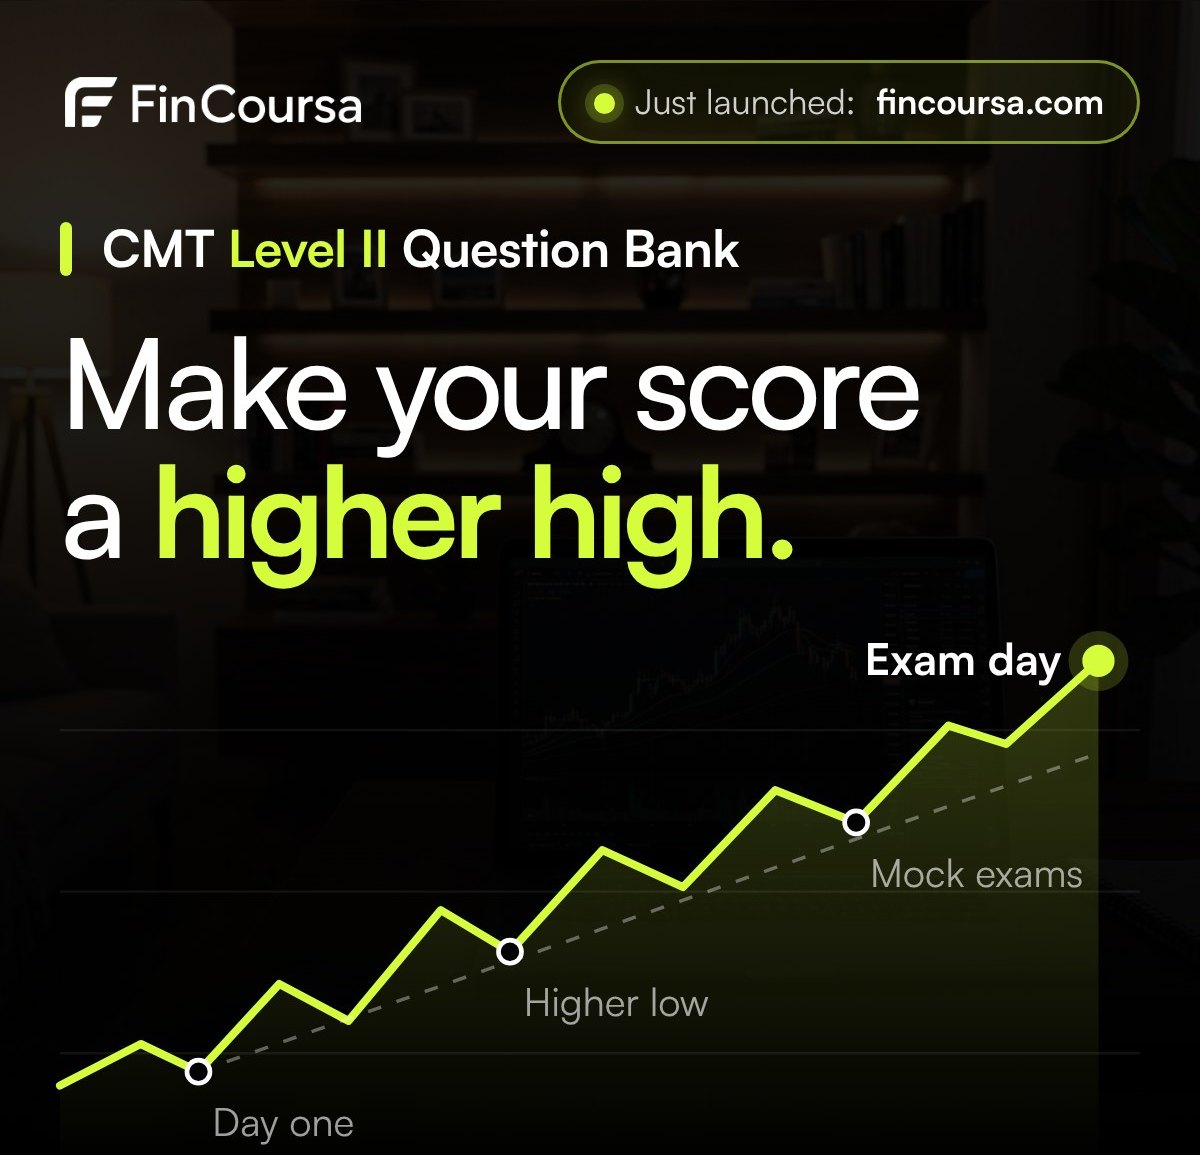 FinCoursa
Just launched: fincoursa.com
CMT Level II Question Bank
Make your score
a higher high.
Exam day
Mock exams
Higher low
Day one